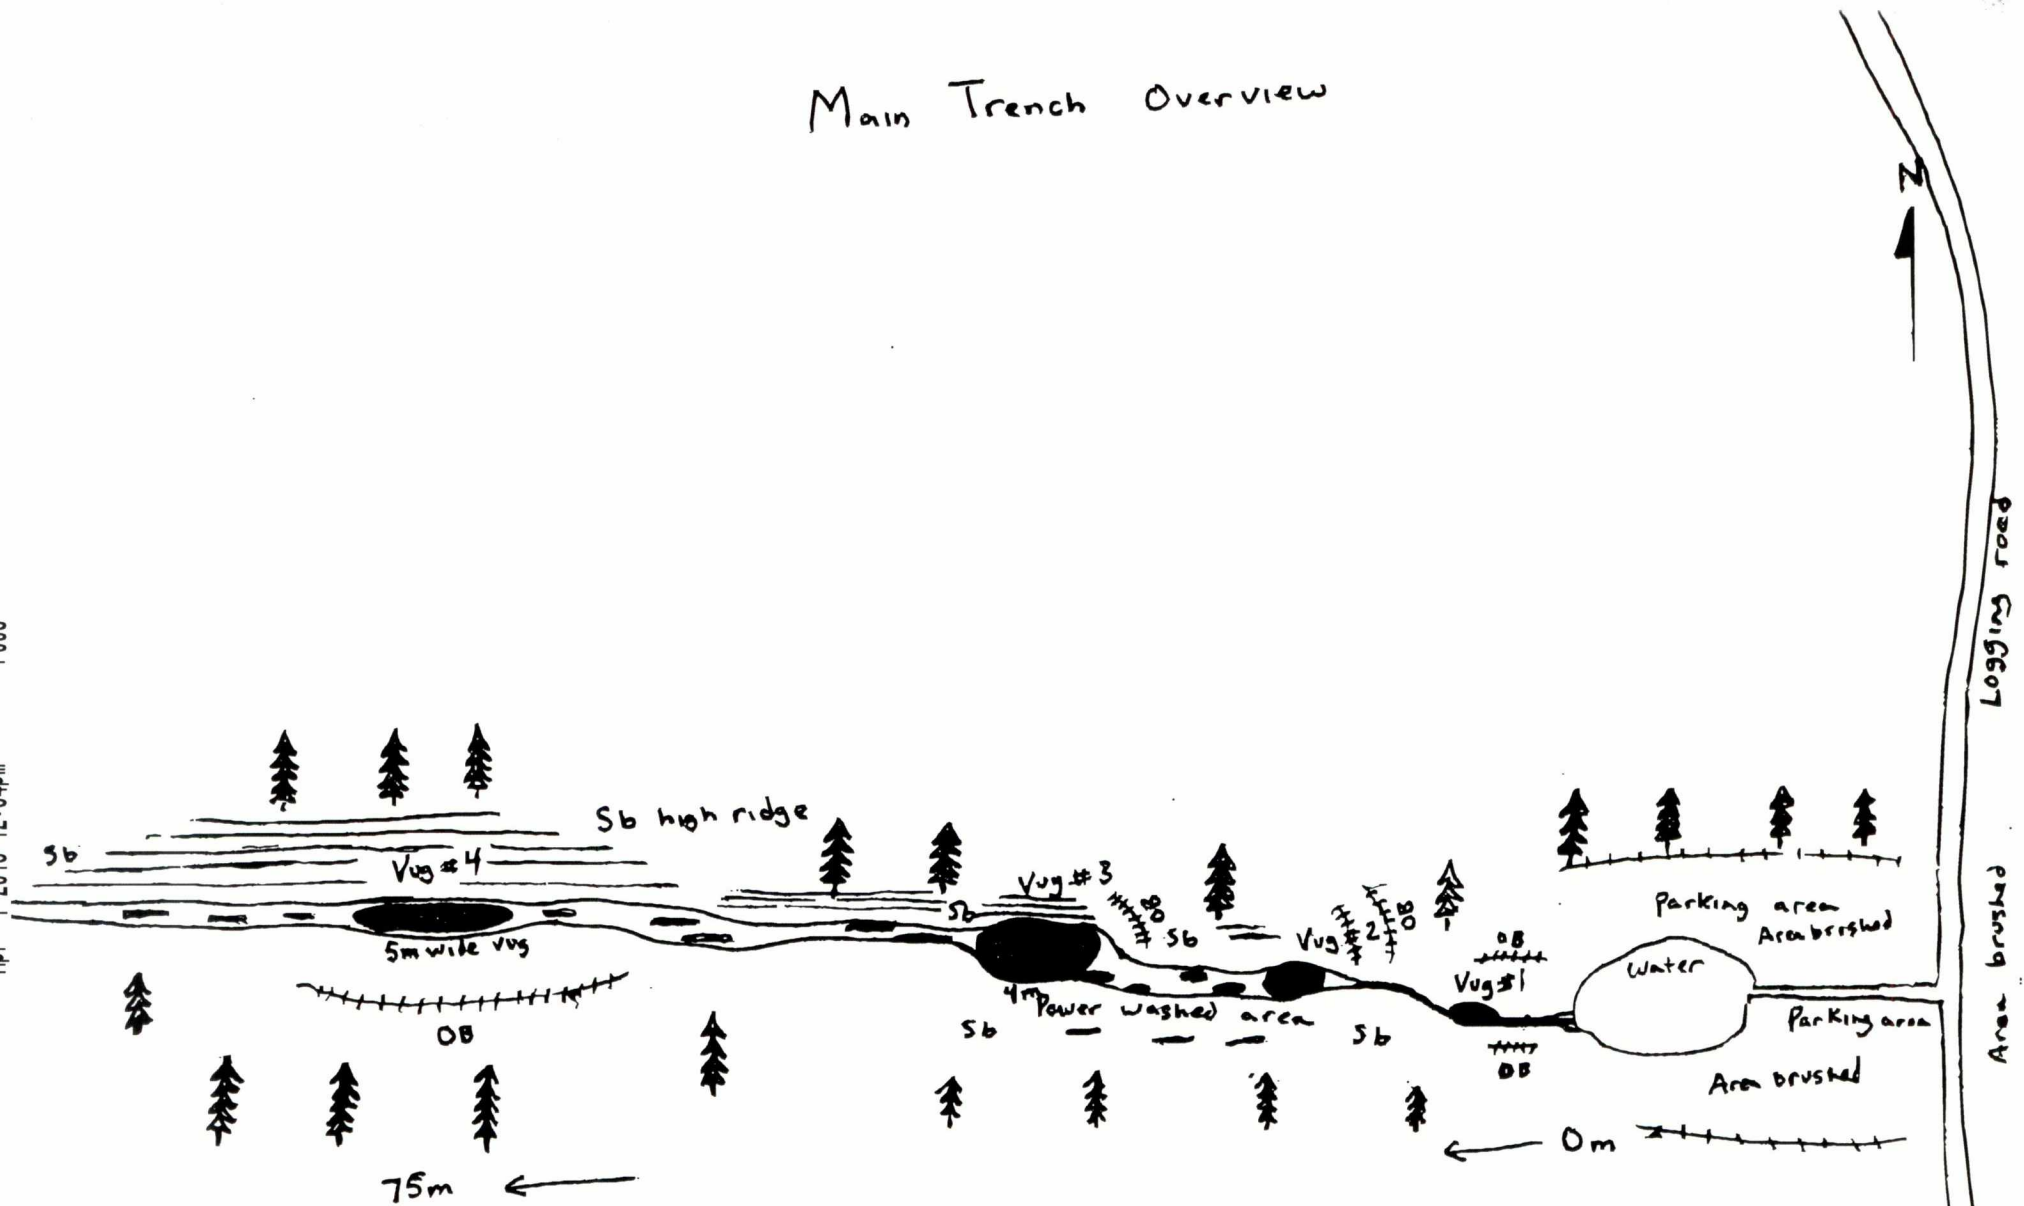 Main Trench Overview
N
Logging road
Area brushed
Sb high ridge
Sb
Vug #4
5m wide vug
OB
75m
Sb
Vug #3
OB
Sb
4m
Power washed area
Sb
Vug #2
OB
Sb
OB
Vug #1
OB
Water
Parking area
Area brushed
Parking area
Area brushed
0m